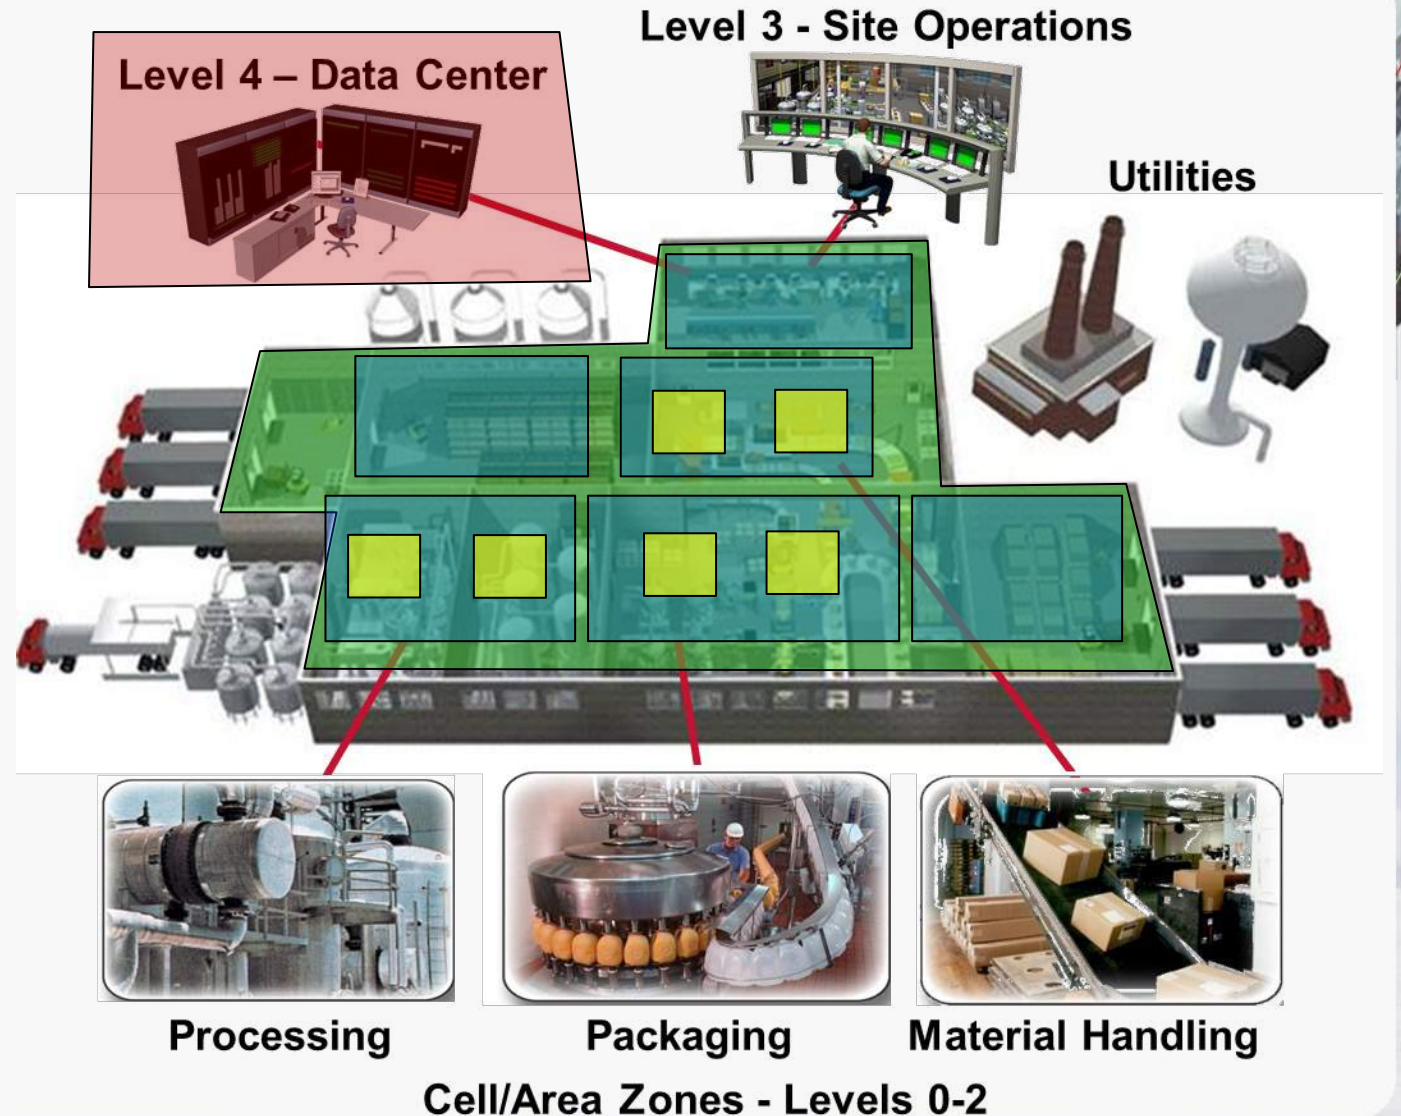 Level 3 - Site Operations
Level 4 – Data Center
Utilities
Processing
Packaging
Material Handling
Cell/Area Zones - Levels 0-2